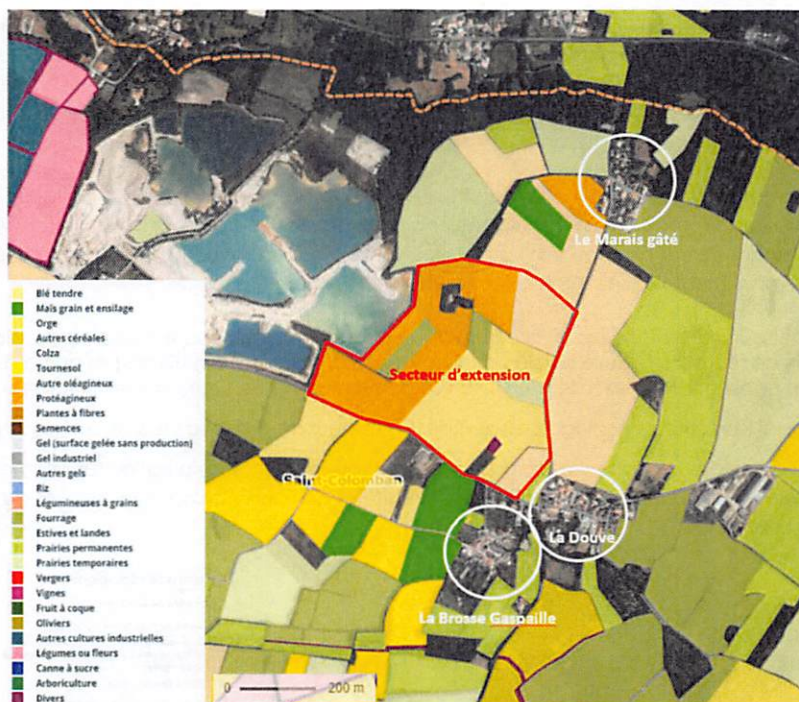 Le Marais gâté
Blé tendre
Maïs grain et ensilage
Orge
Autres céréales
Colza
Tournesol
Autre oléagineux
Protéagineux
Plantes à fibres
Semences
Gel (surface gelée sans production)
Gel industriel
Autres gels
Riz
Légumineuses à grains
Fourrage
Estives et landes
Prairies permanentes
Prairies temporaires
Vergers
Vignes
Fruit à coque
Oliviers
Autres cultures industrielles
Légumes ou fleurs
Canne à sucre
Arboriculture
Divers
Secteur d'extension
Saint-Colomban
La Douve
La Brosse Gaspaille
0 200 m